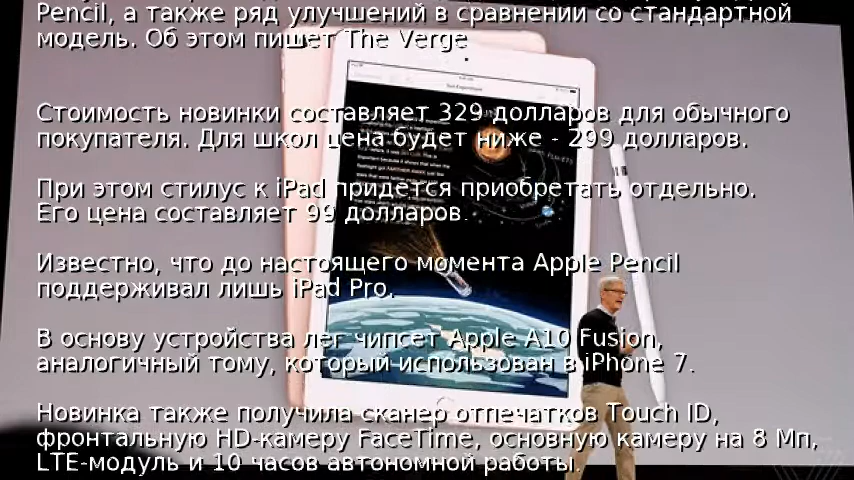 Pencil, а также ряд улучшений в сравнении со стандартной
модель. Об этом пишет The Verge
Стоимость новинки составляет 329 долларов для обычного
покупателя. Для школ цена будет ниже - 299 долларов.
При этом стилус к iPad придется приобретать отдельно.
Его цена составляет 99 долларов.
Известно, что до настоящего момента Apple Pencil
поддерживал лишь iPad Pro.
В основу устройства лег чипсет Apple A10 Fusion,
аналогичный тому, который использован в iPhone 7.
Новинка также получила сканер отпечатков Touch ID,
фронтальную HD-камеру FaceTime, основную камеру на 8 Мп,
LTE-модуль и 10 часов автономной работы.